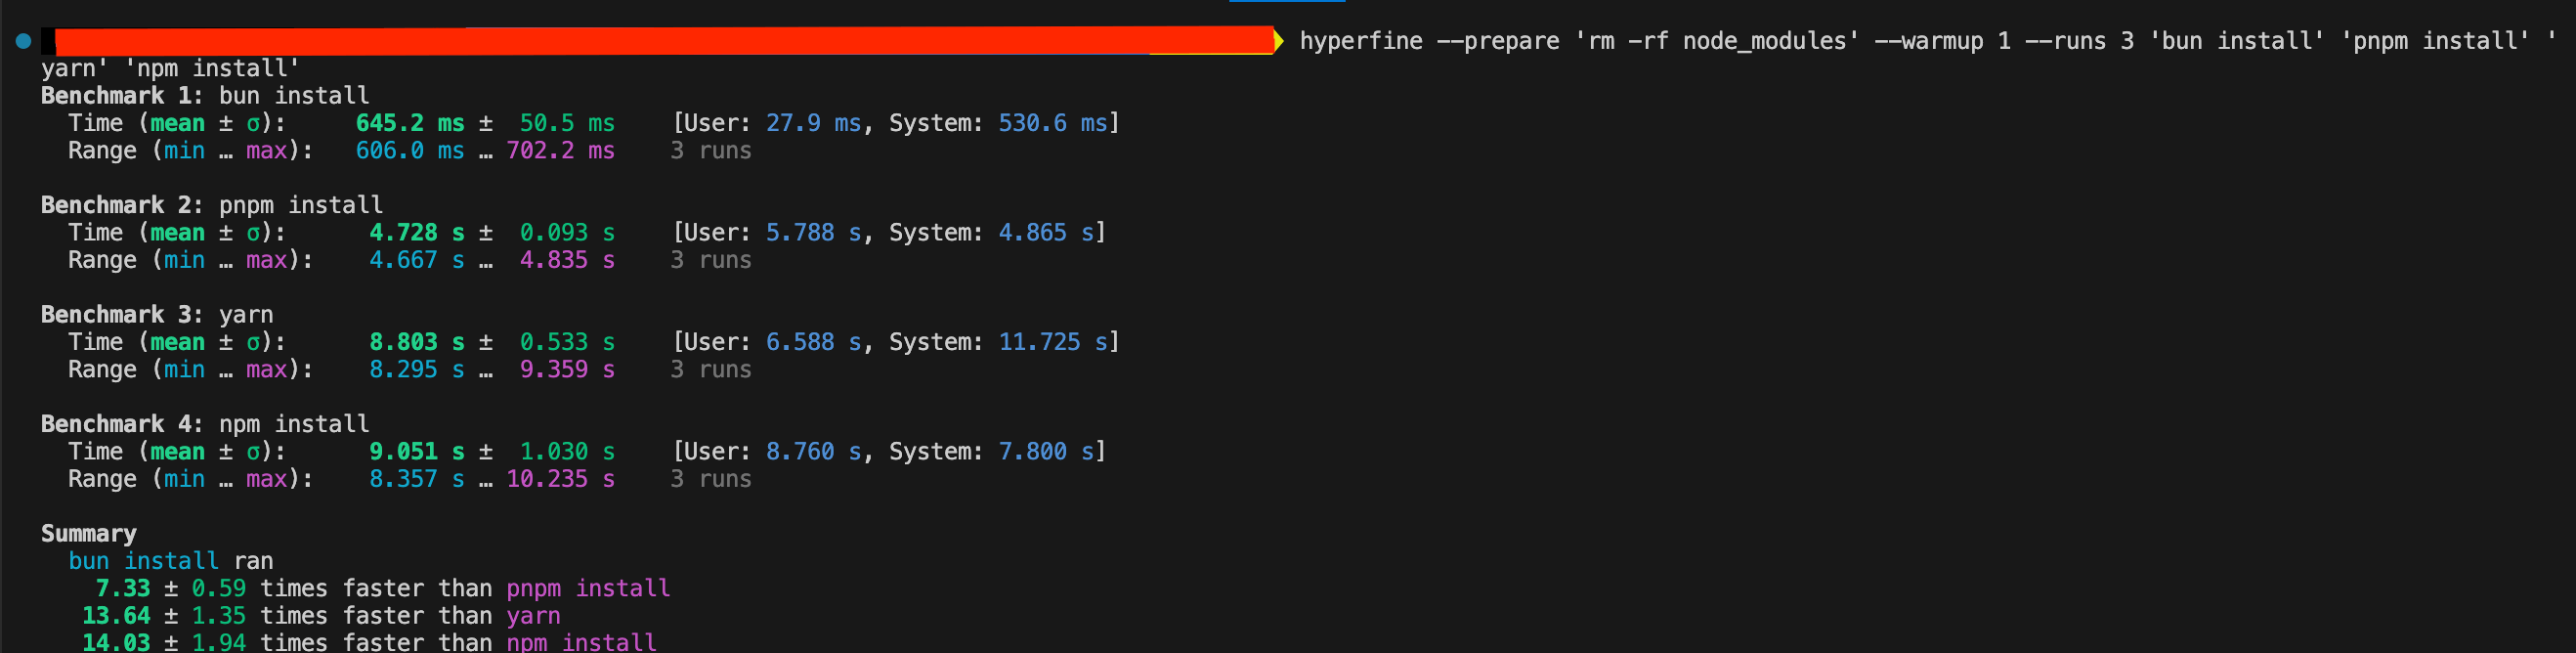 hyperfine --prepare 'rm -rf node_modules' --warmup 1 --runs 3 'bun install' 'pnpm install' '
yarn' 'npm install'
Benchmark 1: bun install
Time (mean ± σ): 645.2 ms ± 50.5 ms [User: 27.9 ms, System: 530.6 ms]
Range (min … max): 606.0 ms … 702.2 ms 3 runs
Benchmark 2: pnpm install
Time (mean ± σ): 4.728 s ± 0.093 s [User: 5.788 s, System: 4.865 s]
Range (min … max): 4.667 s … 4.835 s 3 runs
Benchmark 3: yarn
Time (mean ± σ): 8.803 s ± 0.533 s [User: 6.588 s, System: 11.725 s]
Range (min … max): 8.295 s … 9.359 s 3 runs
Benchmark 4: npm install
Time (mean ± σ): 9.051 s ± 1.030 s [User: 8.760 s, System: 7.800 s]
Range (min … max): 8.357 s … 10.235 s 3 runs
Summary
bun install ran
7.33 ± 0.59 times faster than pnpm install
13.64 ± 1.35 times faster than yarn
14.03 ± 1.94 times faster than npm install